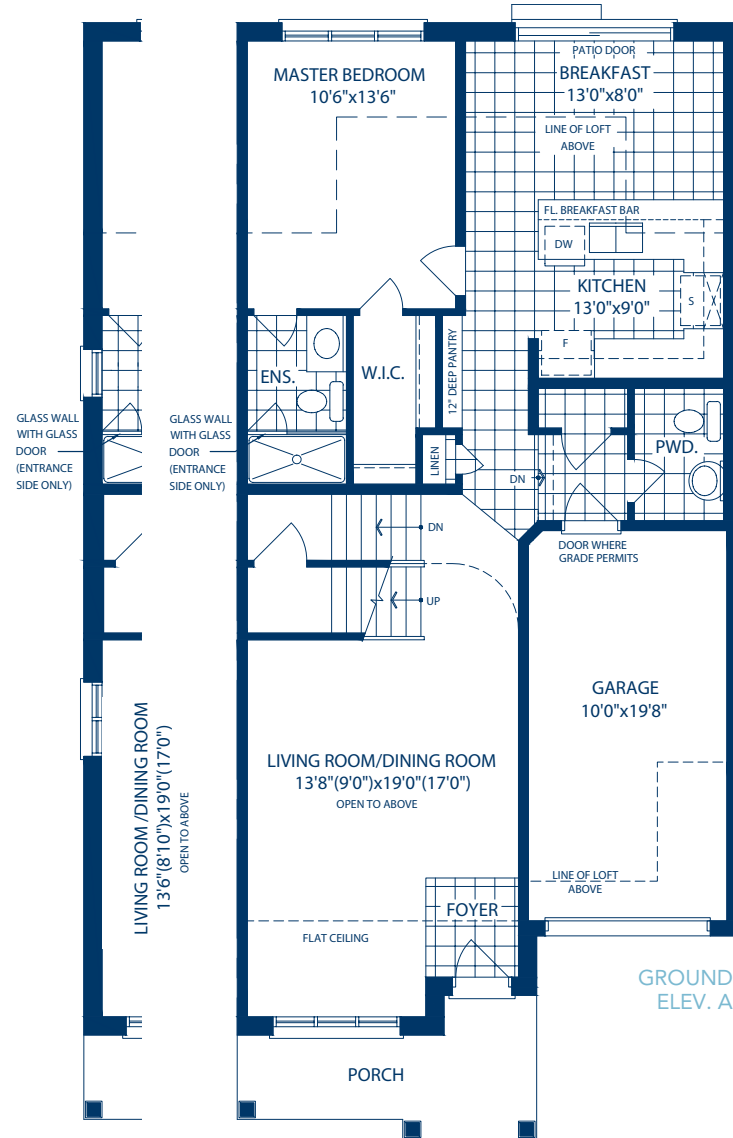 PATIO DOOR
MASTER BEDROOM
10'6"x13'6"
BREAKFAST
13'0"x8'0"
LINE OF LOFT
ABOVE
FL. BREAKFAST BAR
DW
KITCHEN
13'0"x9'0"
S
F
ENS.
W.I.C.
12" DEEP PANTRY
GLASS WALL
WITH GLASS
DOOR
(ENTRANCE
SIDE ONLY)
GLASS WALL
WITH GLASS
DOOR
(ENTRANCE
SIDE ONLY)
LINEN
PWD.
DN
DN
DOOR WHERE
GRADE PERMITS
UP
GARAGE
10'0"x19'8"
LIVING ROOM /DINING ROOM
13'6"(8'10")x19'0"(17'0")
OPEN TO ABOVE
LIVING ROOM/DINING ROOM
13'8"(9'0")x19'0"(17'0")
OPEN TO ABOVE
LINE OF LOFT
ABOVE
FOYER
FLAT CEILING
GROUND
ELEV. A
PORCH